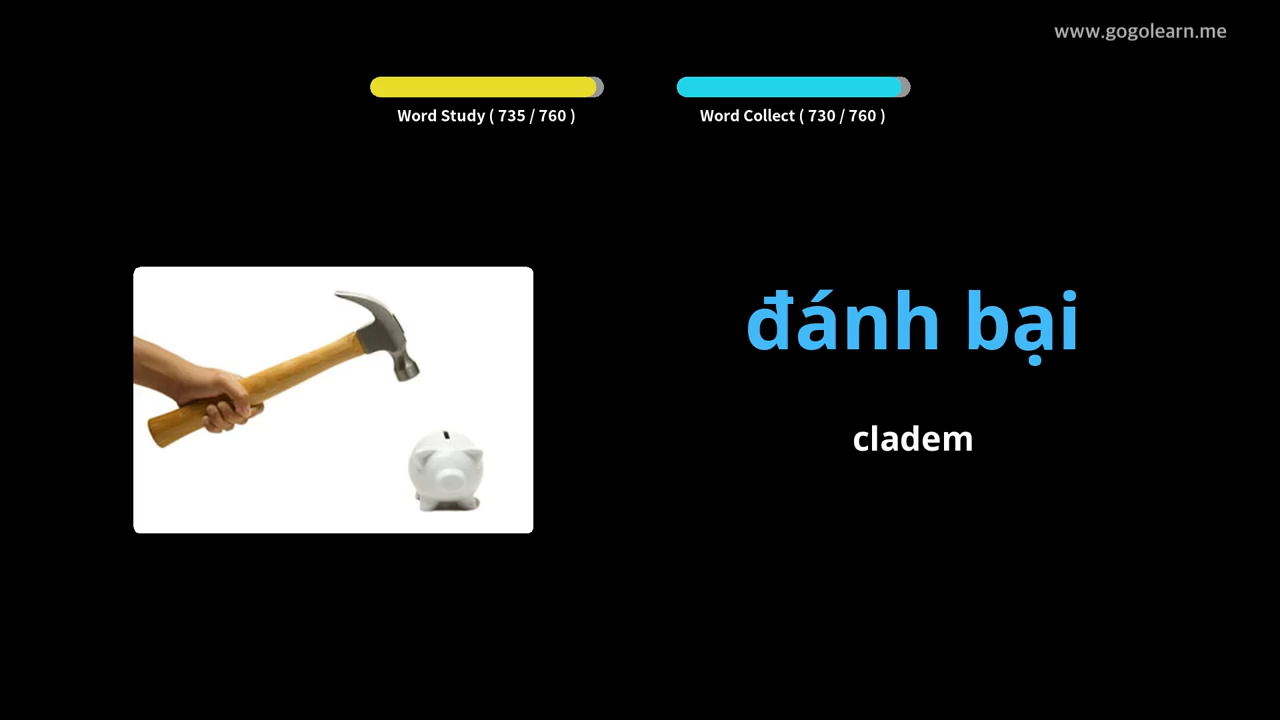 www.gogolearn.me
Word Study ( 735 / 760 )
Word Collect ( 730 / 760 )
đánh bại
cladem